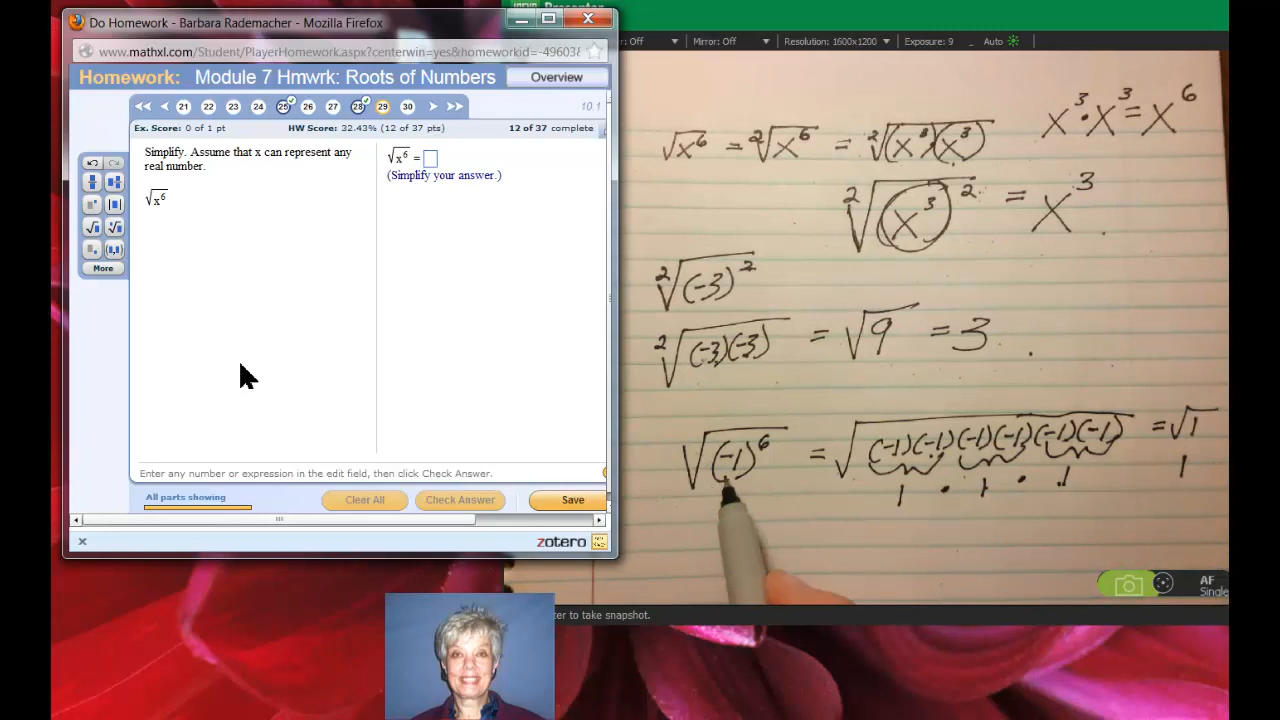 Do Homework - Barbara Rademacher - Mozilla Firefox
www.mathxl.com/Student/PlayerHomework.aspx?centerwin=yes&homeworkid=-49603
Homework: Module 7 Hmwrk: Roots of Numbers
Overview
21 22 23 24 25 26 27 28 29 30
10.1
Ex. Score: 0 of 1 pt
HW Score: 32.43% (12 of 37 pts)
12 of 37 complete
Simplify. Assume that x can represent any
real number.
√x⁶
√x⁶ =
(Simplify your answer.)
More
Enter any number or expression in the edit field, then click Check Answer.
All parts showing
Clear All
Check Answer
Save
zotero
Mirror: Off
Resolution: 1600x1200
Exposure: 9
Auto
x³·x³=x⁶
√x⁶ = ²√x⁶ = ²√(x³)(x³)
²√(x³)² = x³.
²√(-3)²
²√(-3)(-3) = √9 = 3.
√(-1)⁶ = √(-1)(-1)(-1)(-1)(-1)(-1) = √1
1 · 1 · 1
1
AF
Single
ter to take snapshot.